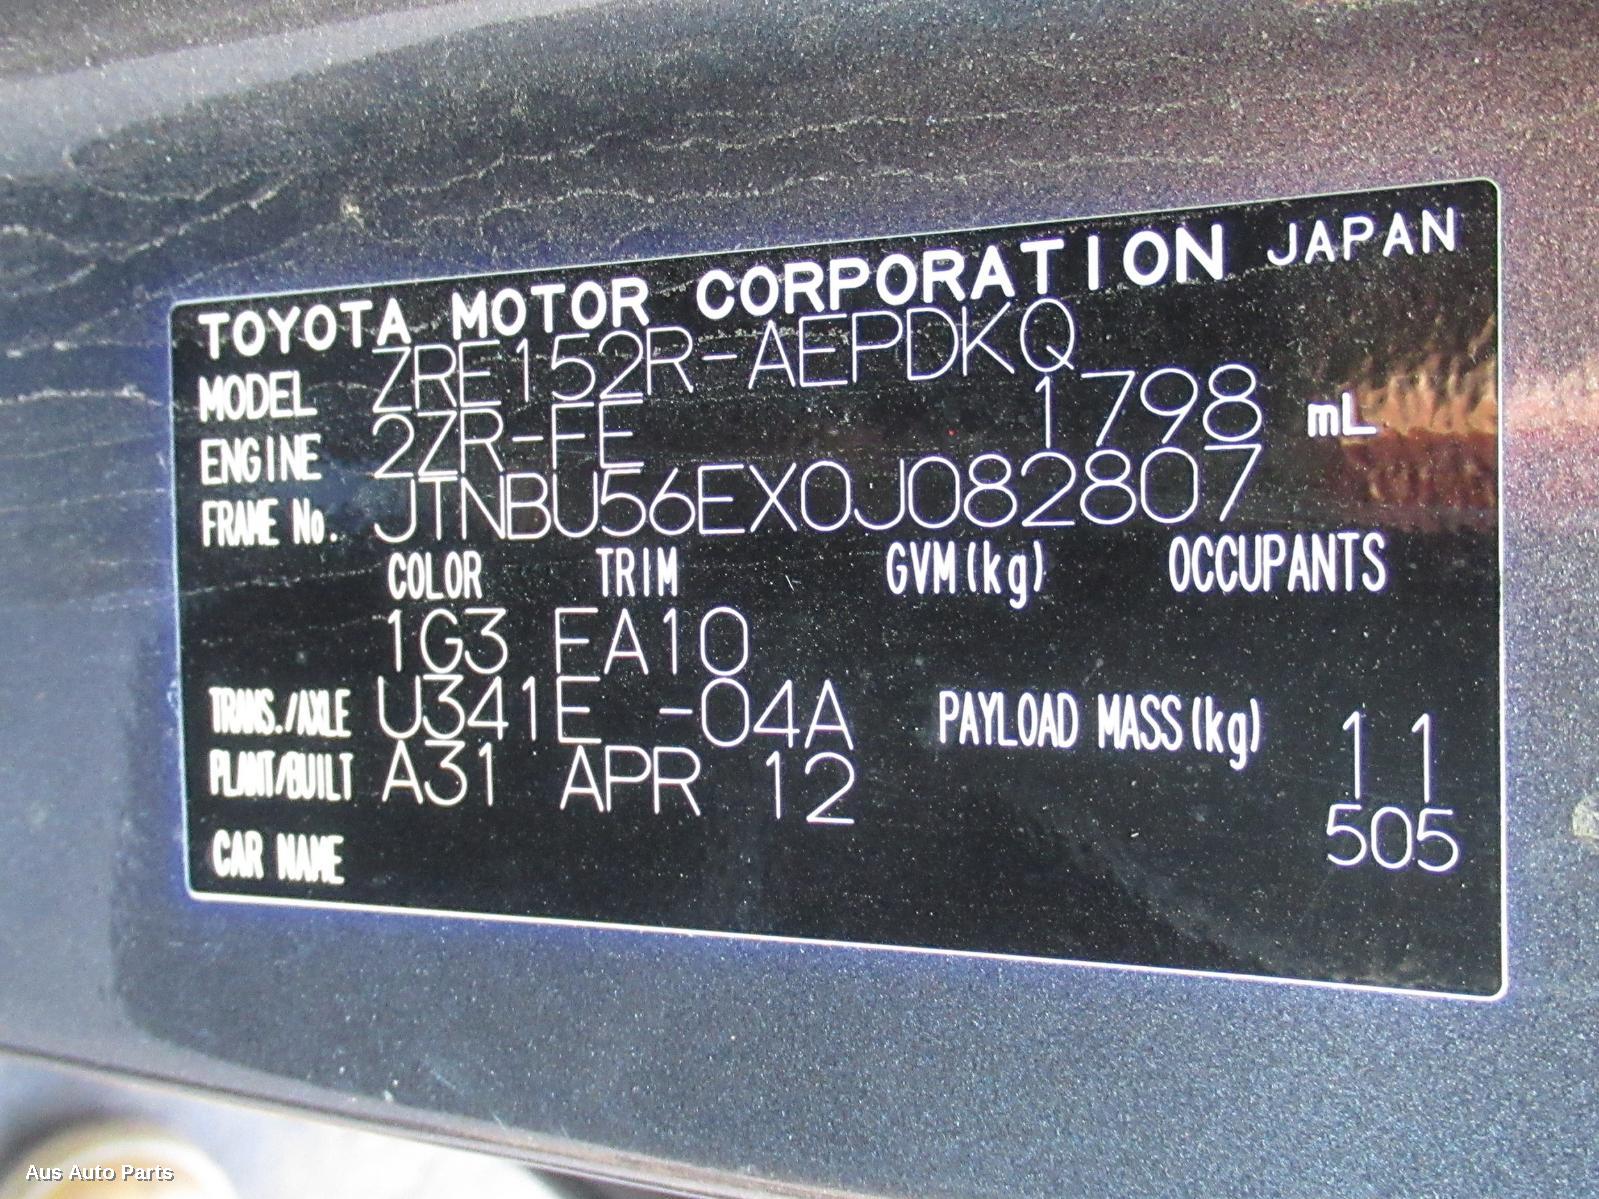 TOYOTA MOTOR CORPORATION JAPAN
MODEL ZRE152R-AEPDKQ
ENGINE 2ZR-FE 1798 mL
FRAME No. JTNBU56EX0J082807
COLOR TRIM GVM(kg) OCCUPANTS
1G3 EA10
TRANS./AXLE U341E -04A PAYLOAD MASS(kg) 11
PLANT/BUILT A31 APR 12
505
CAR NAME
Aus Auto Parts